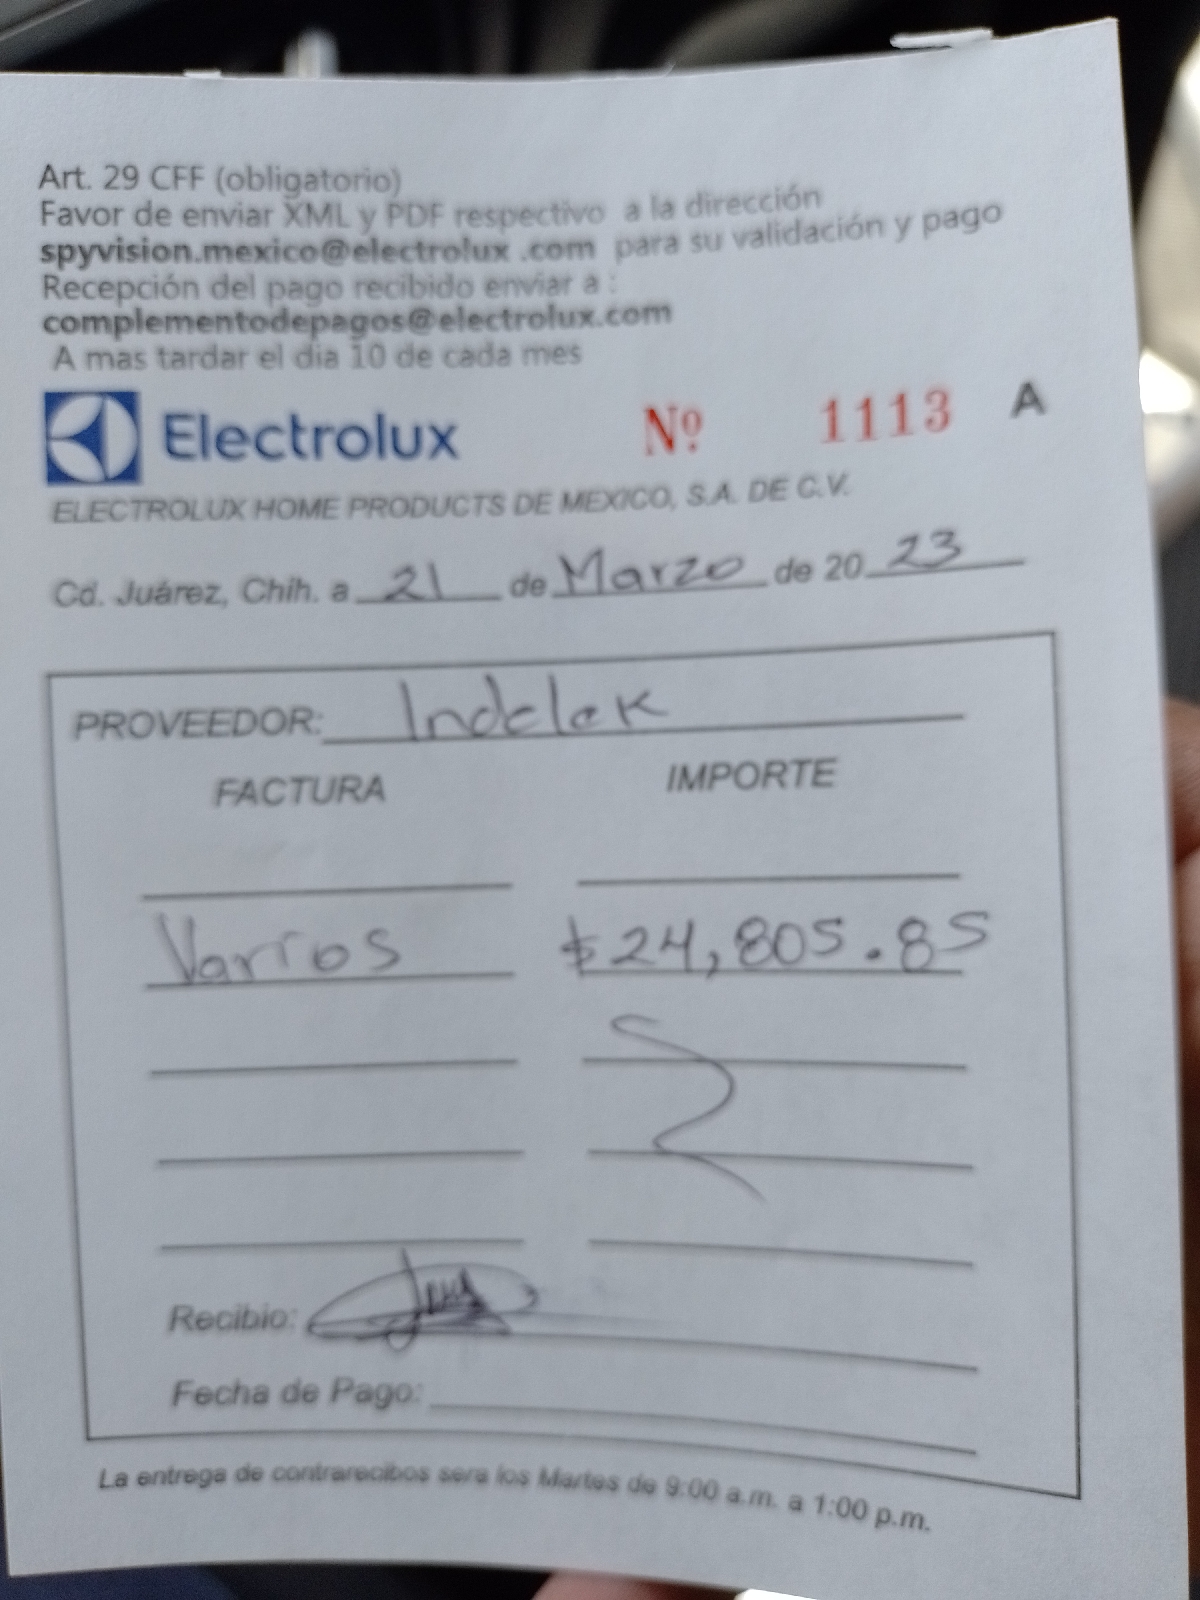 Art. 29 CFF (obligatorio)
Favor de enviar XML y PDF respectivo a la dirección
spyvision.mexico@electrolux .com para su validación y pago
Recepción del pago recibido enviar a :
complementodepagos@electrolux.com
A mas tardar el dia 10 de cada mes
Electrolux Nº 1113 A
ELECTROLUX HOME PRODUCTS DE MEXICO, S.A. DE C.V.
Cd. Juárez, Chih. a 21 de Marzo de 20 23
PROVEEDOR: Indelek
FACTURA IMPORTE
Varios $24,805.85
Recibio:
Fecha de Pago:
La entrega de contrarecibos sera los Martes de 9:00 a.m. a 1:00 p.m.